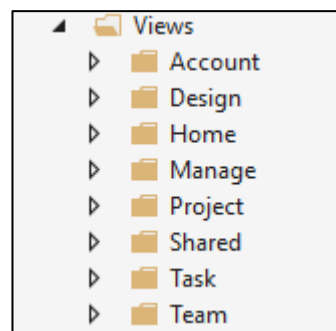 Views
Account
Design
Home
Manage
Project
Shared
Task
Team